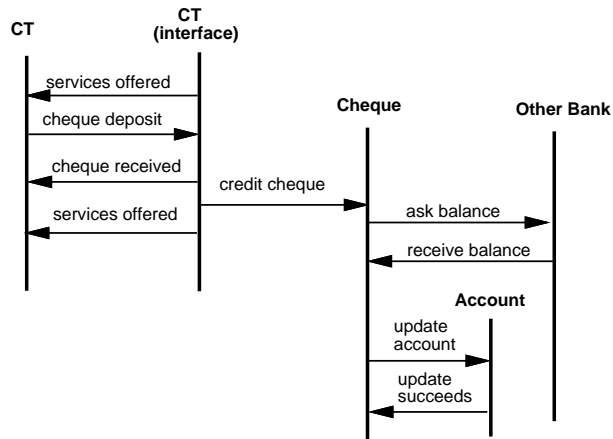 CT
CT
(interface)
services offered
cheque deposit
cheque received
services offered
credit cheque
Cheque
Other Bank
ask balance
receive balance
Account
update
account
update
succeeds